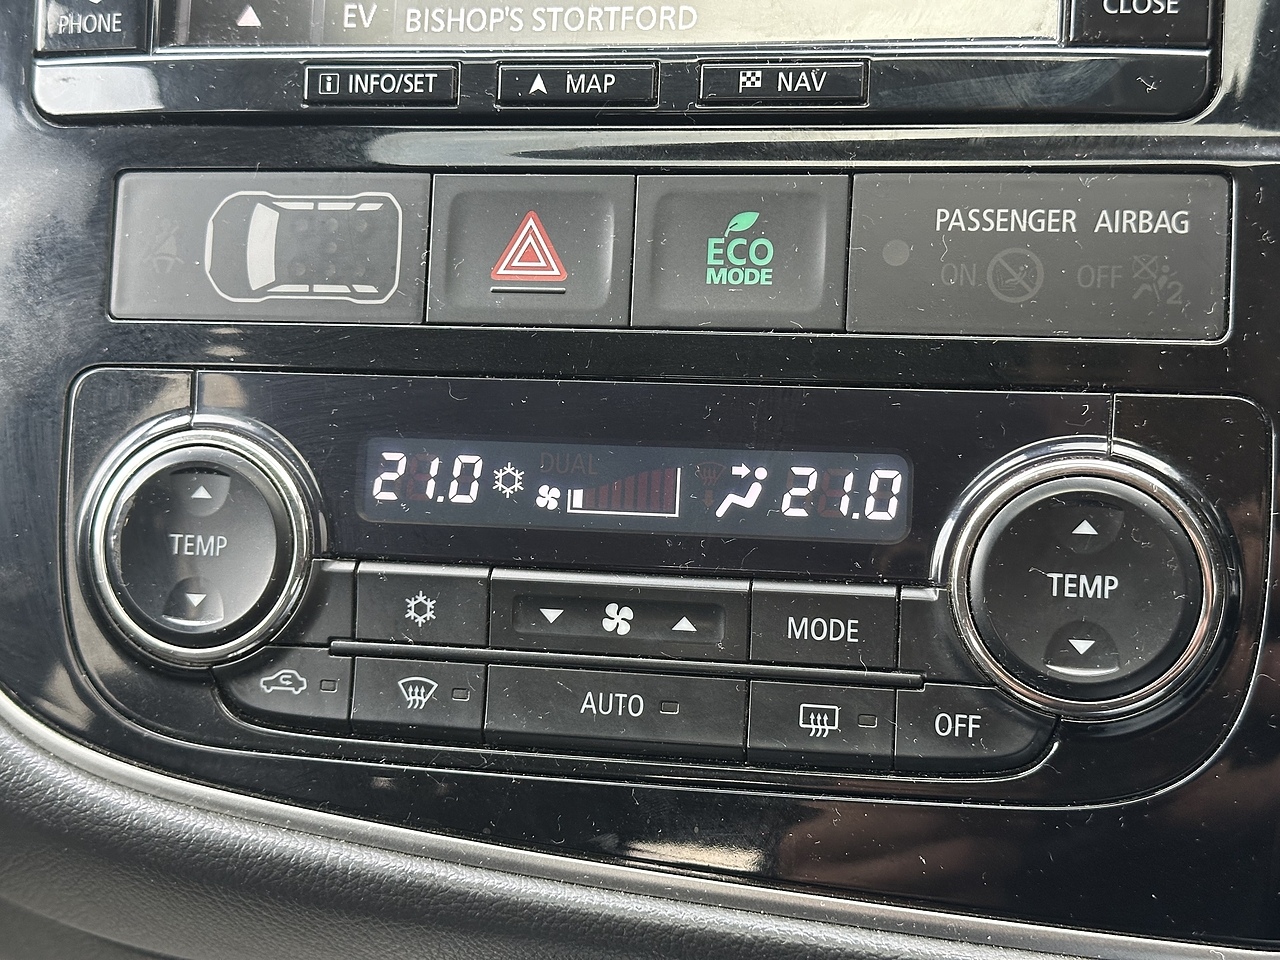 PHONE
EV BISHOP'S STORTFORD
CLOSE
INFO/SET
MAP
NAV
ECO
MODE
PASSENGER AIRBAG
ON OFF
2
21.0
DUAL
21.0
TEMP
TEMP
MODE
AUTO
OFF